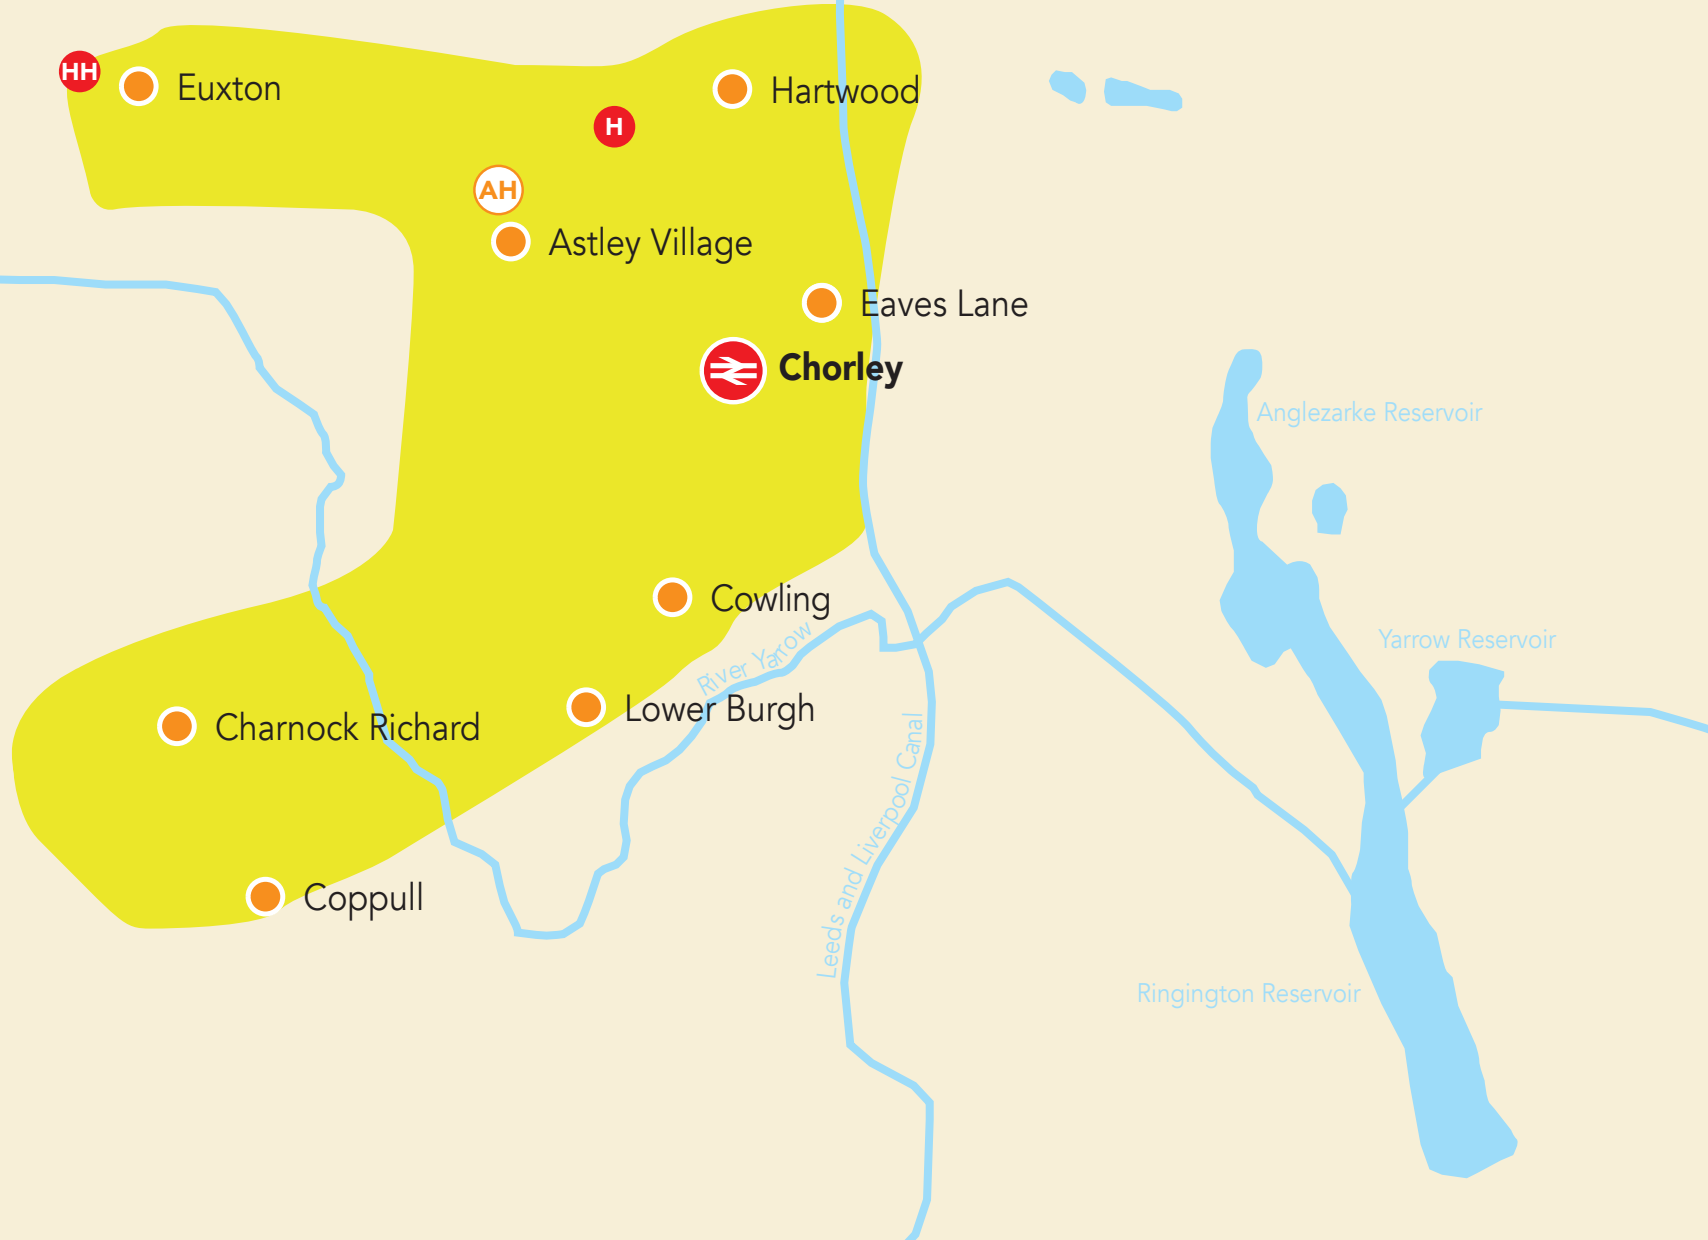 HH
Euxton
Hartwood
H
AH
Astley Village
Eaves Lane
Chorley
Anglezarke Reservoir
Cowling
River Yarrow
Yarrow Reservoir
Lower Burgh
Charnock Richard
Leeds and Liverpool Canal
Coppull
Ringington Reservoir